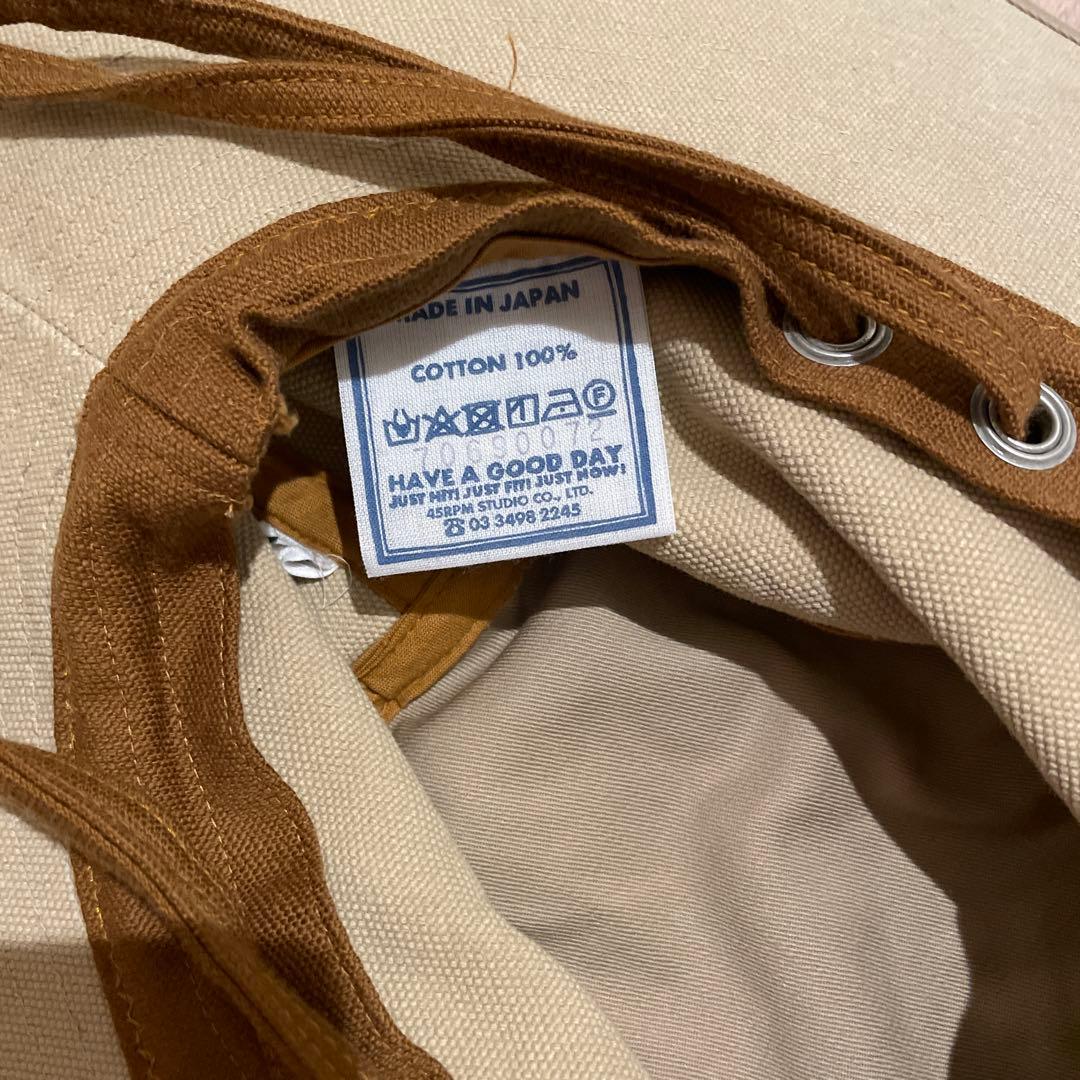 MADE IN JAPAN
COTTON 100%
70690072
HAVE A GOOD DAY
JUST HIT! JUST FIT! JUST NOW!
45RPM STUDIO CO., LTD.
☎ 03 3498 2245